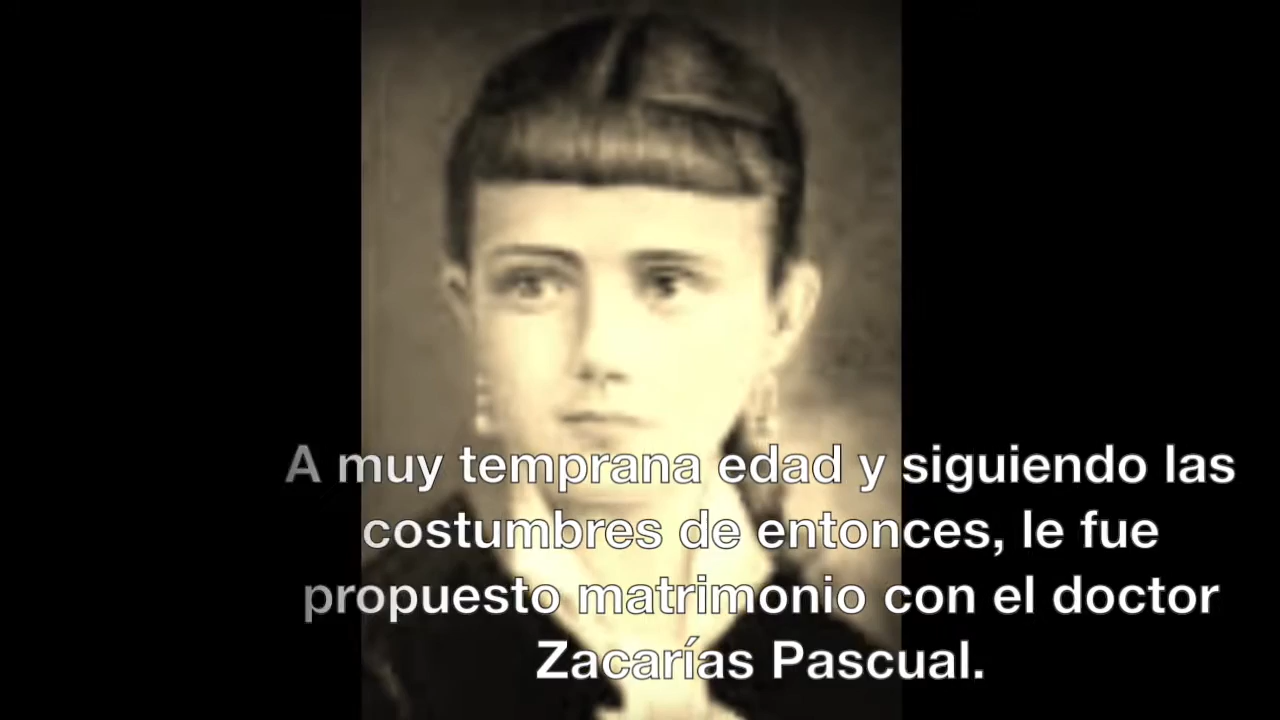 A muy temprana edad y siguiendo las
costumbres de entonces, le fue
propuesto matrimonio con el doctor
Zacarías Pascual.